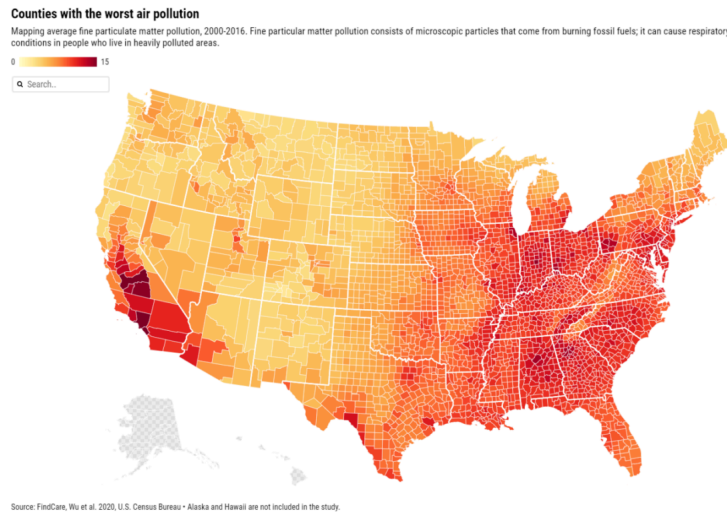 Counties with the worst air pollution
Mapping average fine particulate matter pollution, 2000-2016. Fine particular matter pollution consists of microscopic particles that come from burning fossil fuels; it can cause respiratory
conditions in people who live in heavily polluted areas.
0 15
Search..
Source: FindCare, Wu et al. 2020, U.S. Census Bureau • Alaska and Hawaii are not included in the study.